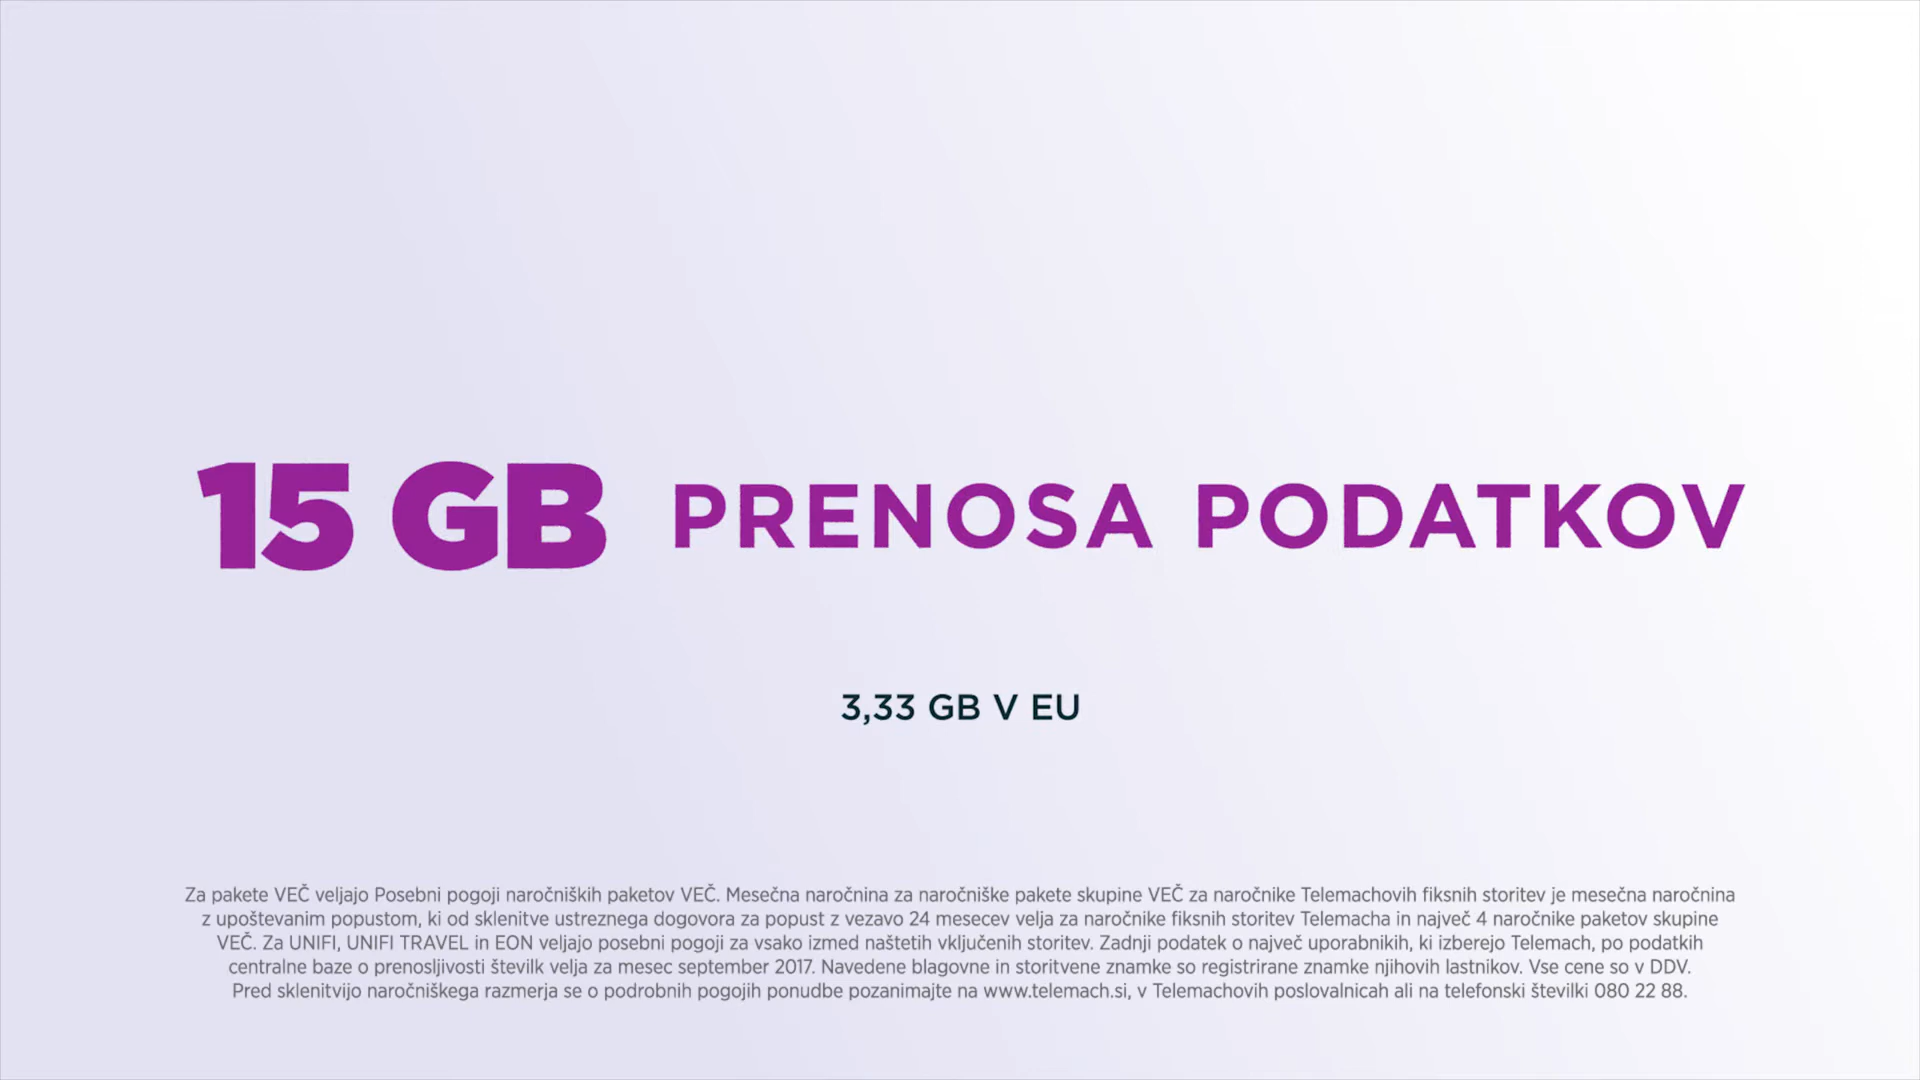 15 GB PRENOSA PODATKOV
3,33 GB V EU
Za pakete VEČ veljajo Posebni pogoji naročniških paketov VEČ. Mesečna naročnina za naročniške pakete skupine VEČ za naročnike Telemachovih fiksnih storitev je mesečna naročnina
z upoštevanim popustom, ki od sklenitve ustreznega dogovora za popust z vezavo 24 mesecev velja za naročnike fiksnih storitev Telemacha in največ 4 naročnike paketov skupine
VEČ. Za UNIFI, UNIFI TRAVEL in EON veljajo posebni pogoji za vsako izmed naštetih vključenih storitev. Zadnji podatek o največ uporabnikih, ki izberejo Telemach, po podatkih
centralne baze o prenosljivosti številk velja za mesec september 2017. Navedene blagovne in storitvene znamke so registrirane znamke njihovih lastnikov. Vse cene so v DDV.
Pred sklenitvijo naročniškega razmerja se o podrobnih pogojih ponudbe pozanimajte na www.telemach.si, v Telemachovih poslovalnicah ali na telefonski številki 080 22 88.